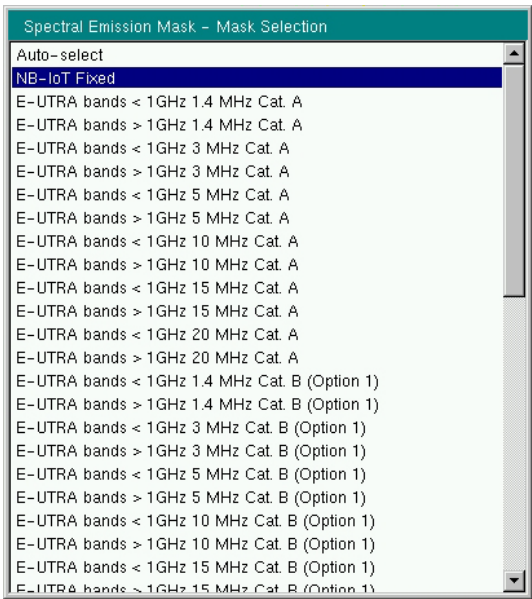 Spectral Emission Mask - Mask Selection
Auto-select
NB-IoT Fixed
E-UTRA bands < 1GHz 1.4 MHz Cat. A
E-UTRA bands > 1GHz 1.4 MHz Cat. A
E-UTRA bands < 1GHz 3 MHz Cat. A
E-UTRA bands > 1GHz 3 MHz Cat. A
E-UTRA bands < 1GHz 5 MHz Cat. A
E-UTRA bands > 1GHz 5 MHz Cat. A
E-UTRA bands < 1GHz 10 MHz Cat. A
E-UTRA bands > 1GHz 10 MHz Cat. A
E-UTRA bands < 1GHz 15 MHz Cat. A
E-UTRA bands > 1GHz 15 MHz Cat. A
E-UTRA bands < 1GHz 20 MHz Cat. A
E-UTRA bands > 1GHz 20 MHz Cat. A
E-UTRA bands < 1GHz 1.4 MHz Cat. B (Option 1)
E-UTRA bands > 1GHz 1.4 MHz Cat. B (Option 1)
E-UTRA bands < 1GHz 3 MHz Cat. B (Option 1)
E-UTRA bands > 1GHz 3 MHz Cat. B (Option 1)
E-UTRA bands < 1GHz 5 MHz Cat. B (Option 1)
E-UTRA bands > 1GHz 5 MHz Cat. B (Option 1)
E-UTRA bands < 1GHz 10 MHz Cat. B (Option 1)
E-UTRA bands > 1GHz 10 MHz Cat. B (Option 1)
E-UTRA bands < 1GHz 15 MHz Cat. B (Option 1)
E-UTRA bands > 1GHz 15 MHz Cat. B (Option 1)